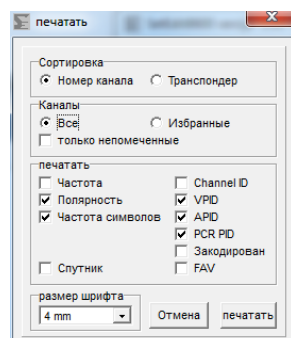 печатать
Сортировка
Номер канала Транспондер
Каналы
Все Избранные
только непомеченные
печатать
Частота Channel ID
Полярность VPID
Частота символов APID
PCR PID
Закодирован
Спутник FAV
размер шрифта
4 mm Отмена печатать